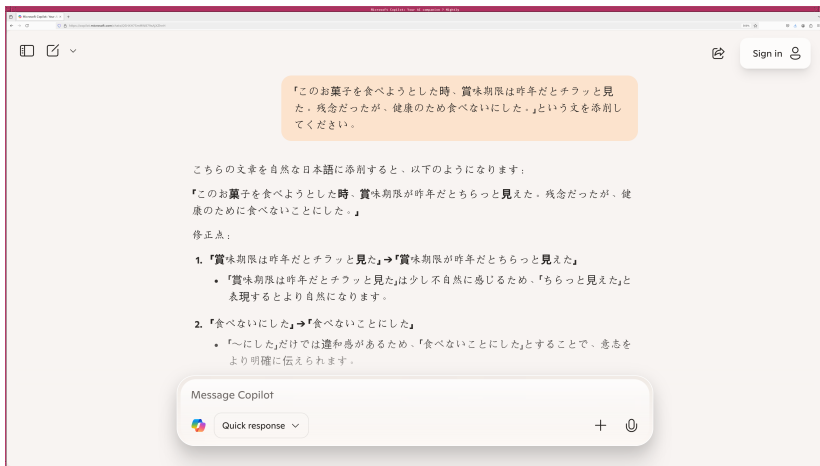 Microsoft Copilot: Your AI companion
Microsoft Copilot: Your A
Sign in
『このお菓子を食べようとした時、賞味期限は昨年だとチラッと見
た。残念だったが、健康のため食べないにした。』という文を添削し
てください。
こちらの文章を自然な日本語に添削すると、以下のようになります：
『このお菓子を食べようとした時、賞味期限が昨年だとちらっと見えた。残念だったが、健
康のために食べないことにした。』
修正点：
1. 『賞味期限は昨年だとチラッと見た』→『賞味期限が昨年だとちらっと見えた』
• 「賞味期限は昨年だとチラッと見た」は少し不自然に感じるため、「ちらっと見えた」と
表現するとより自然になります。
2. 『食べないにした』→『食べないことにした』
• 「～にした」だけでは違和感があるため、「食べないことにした」とすることで、意志を
より明確に伝えられます。
Message Copilot
Quick response